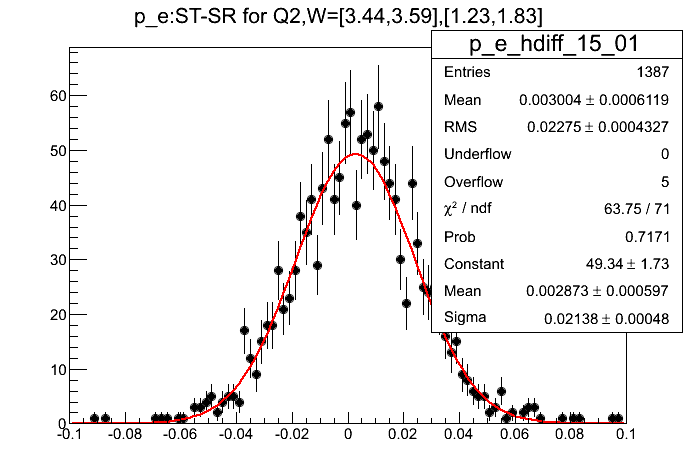 p_e:ST-SR for Q2,W=[3.44,3.59],[1.23,1.83]
p_e_hdiff_15_01
Entries 1387
Mean 0.003004 ± 0.0006119
RMS 0.02275 ± 0.0004327
Underflow 0
Overflow 5
χ² / ndf 63.75 / 71
Prob 0.7171
Constant 49.34 ± 1.73
Mean 0.002873 ± 0.000597
Sigma 0.02138 ± 0.00048
60
50
40
30
20
10
0
-0.1 -0.08 -0.06 -0.04 -0.02 0 0.02 0.04 0.06 0.08 0.1